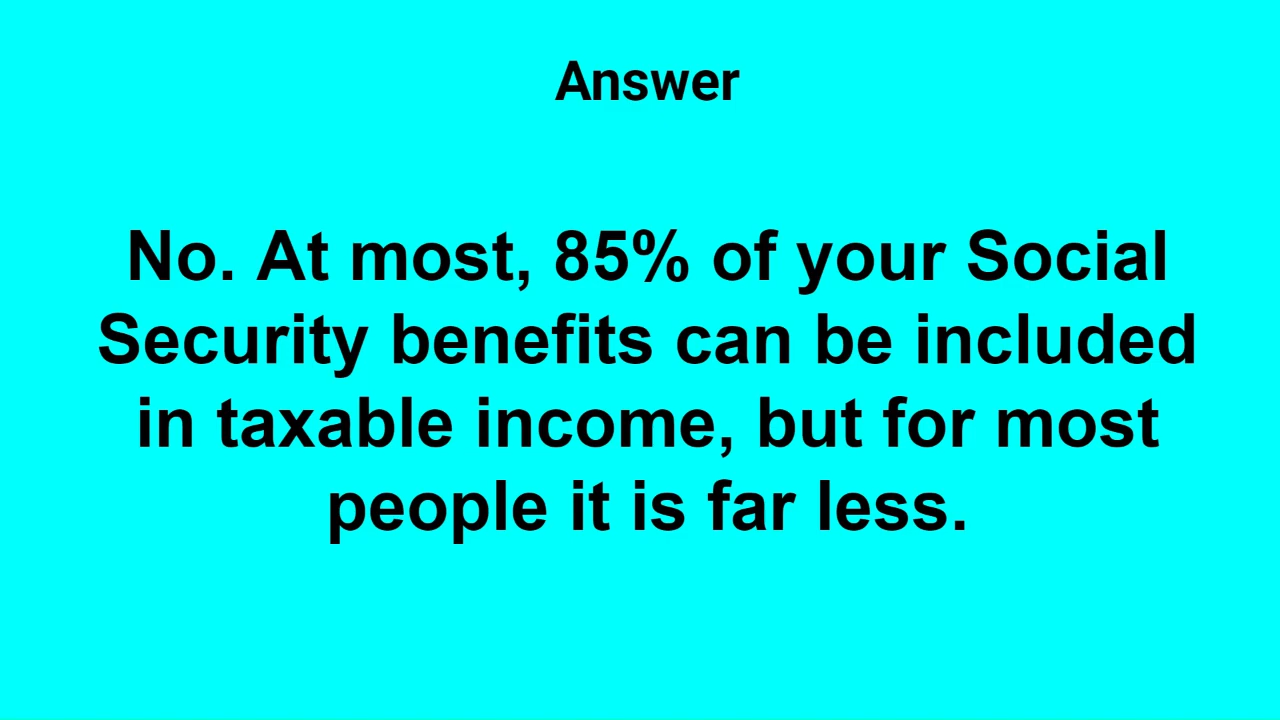 Answer
No. At most, 85% of your Social
Security benefits can be included
in taxable income, but for most
people it is far less.